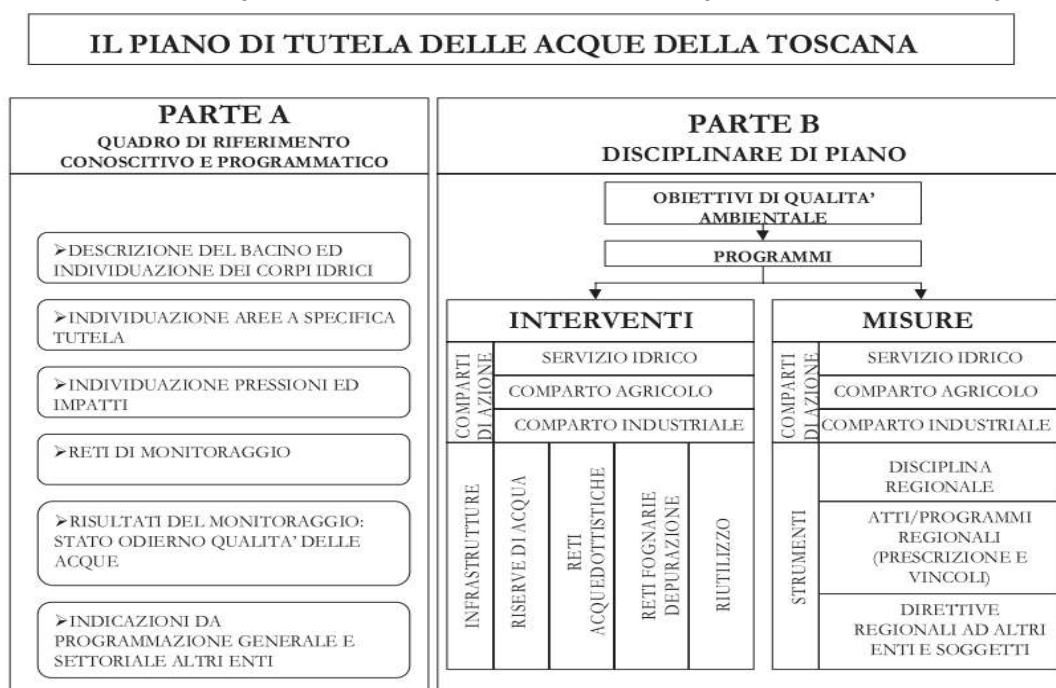 IL PIANO DI TUTELA DELLE ACQUE DELLA TOSCANA
PARTE A
QUADRO DI RIFERIMENTO
CONOSCITIVO E PROGRAMMATICO
➢DESCRIZIONE DEL BACINO ED
INDIVIDUAZIONE DEI CORPI IDRICI
➢INDIVIDUAZIONE AREE A SPECIFICA
TUTELA
➢INDIVIDUAZIONE PRESSIONI ED
IMPATTI
➢RETI DI MONITORAGGIO
➢RISULTATI DEL MONITORAGGIO:
STATO ODIERNO QUALITA' DELLE
ACQUE
➢INDICAZIONI DA
PROGRAMMAZIONE GENERALE E
SETTORIALE ALTRI ENTI
PARTE B
DISCIPLINARE DI PIANO
OBIETTIVI DI QUALITA'
AMBIENTALE
PROGRAMMI
INTERVENTI
COMPARTI
DI AZIONE
SERVIZIO IDRICO
COMPARTO AGRICOLO
COMPARTO INDUSTRIALE
INFRASTRUTTURE
RISERVE DI ACQUA
RETI
ACQUEDOTTISTICHE
RETI FOGNARIE
DEPURAZIONE
RIUTILIZZO
MISURE
COMPARTI
DI AZIONE
SERVIZIO IDRICO
COMPARTO AGRICOLO
COMPARTO INDUSTRIALE
STRUMENTI
DISCIPLINA
REGIONALE
ATTI/PROGRAMMI
REGIONALI
(PRESCRIZIONE E
VINCOLI)
DIRETTIVE
REGIONALI AD ALTRI
ENTI E SOGGETTI